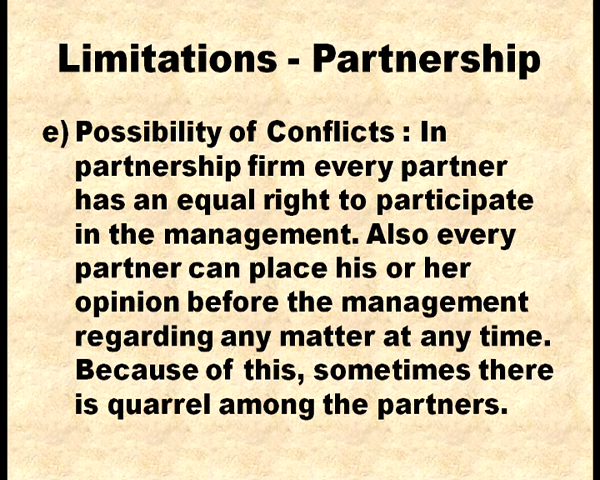 Limitations - Partnership
e) Possibility of Conflicts : In
partnership firm every partner
has an equal right to participate
in the management. Also every
partner can place his or her
opinion before the management
regarding any matter at any time.
Because of this, sometimes there
is quarrel among the partners.